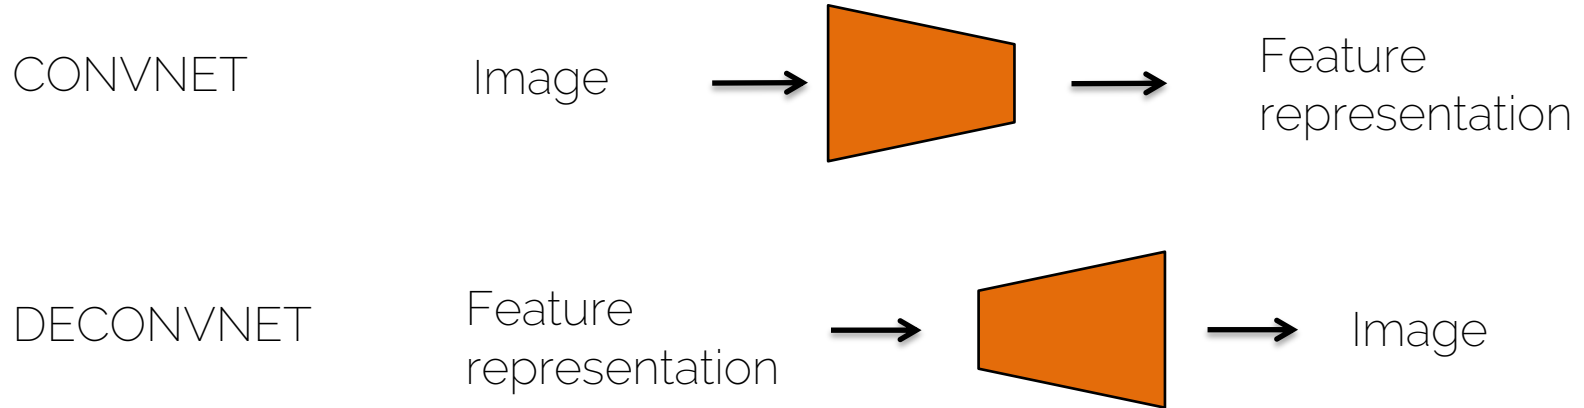 CONVNET
Image
Feature
representation
DECONVNET
Feature
representation
Image